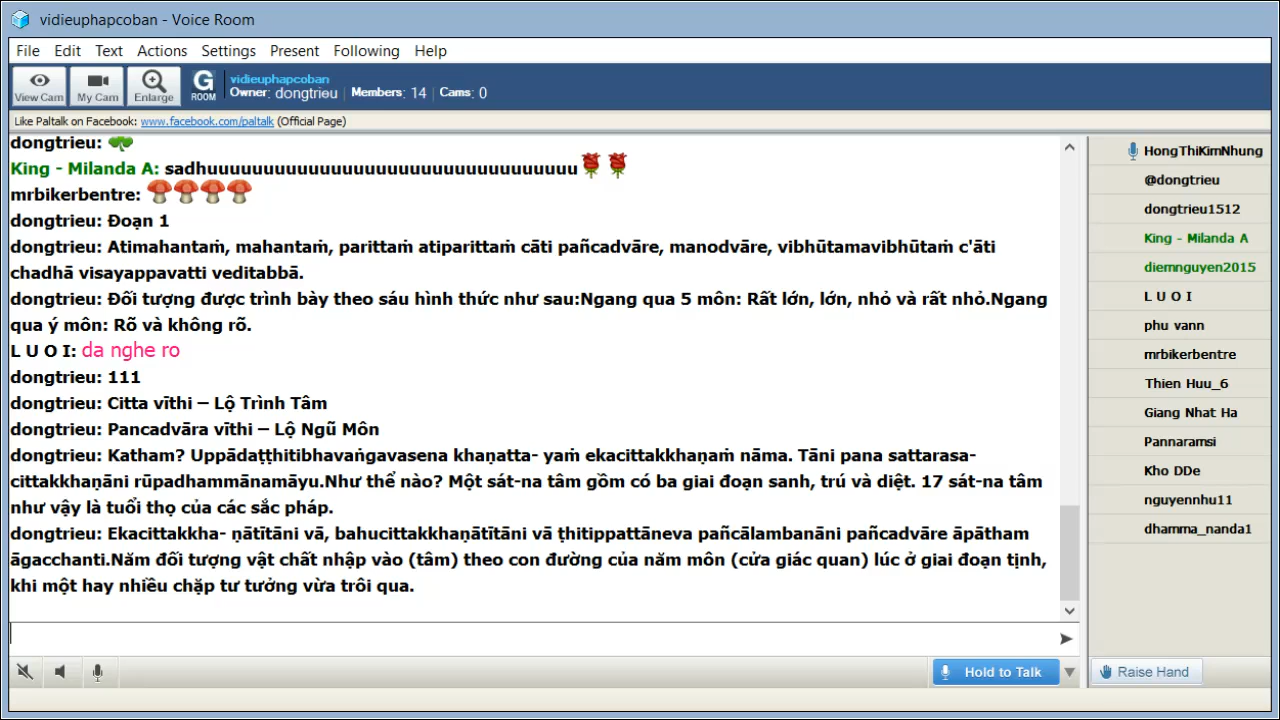 vidieuphapcoban - Voice Room
File Edit Text Actions Settings Present Following Help
View Cam My Cam Enlarge G ROOM
vidieuphapcoban
Owner: dongtrieu | Members: 14 | Cams: 0
Like Paltalk on Facebook: www.facebook.com/paltalk (Official Page)
dongtrieu:
King - Milanda A: sadhuuuuuuuuuuuuuuuuuuuuuuuuuuuuuuuuu
mrbikerbentre:
dongtrieu: Đoạn 1
dongtrieu: Atimahantaṁ, mahantaṁ, parittaṁ atiparittaṁ cāti pañcadvāre, manodvāre, vibhūtamavibhūtaṁ c'āti
chadhā visayappavatti veditabbā.
dongtrieu: Đối tượng được trình bày theo sáu hình thức như sau:Ngang qua 5 môn: Rất lớn, lớn, nhỏ và rất nhỏ.Ngang
qua ý môn: Rõ và không rõ.
L U O I: da nghe ro
dongtrieu: 111
dongtrieu: Citta vīthi – Lộ Trình Tâm
dongtrieu: Pancadvāra vīthi – Lộ Ngũ Môn
dongtrieu: Katham? Uppādaṭṭhitibhavaṅgavasena khaṇatta- yaṁ ekacittakkhaṇaṁ nāma. Tāni pana sattarasa-
cittakkhaṇāni rūpadhammānamāyu.Như thể nào? Một sát-na tâm gồm có ba giai đoạn sanh, trú và diệt. 17 sát-na tâm
như vậy là tuổi thọ của các sắc pháp.
dongtrieu: Ekacittakkha- ṇātītāni vā, bahucittakkhaṇātītāni vā ṭhitippattāneva pañcālambanāni pañcadvāre āpātham
āgacchanti.Năm đối tượng vật chất nhập vào (tâm) theo con đường của năm môn (cửa giác quan) lúc ở giai đoạn tịnh,
khi một hay nhiều chặp tư tưởng vừa trôi qua.
HongThiKimNhung
@dongtrieu
dongtrieu1512
King - Milanda A
diemnguyen2015
L U O I
phu vann
mrbikerbentre
Thien Huu_6
Giang Nhat Ha
Pannaramsi
Kho DDe
nguyennhu11
dhamma_nanda1
Hold to Talk
Raise Hand